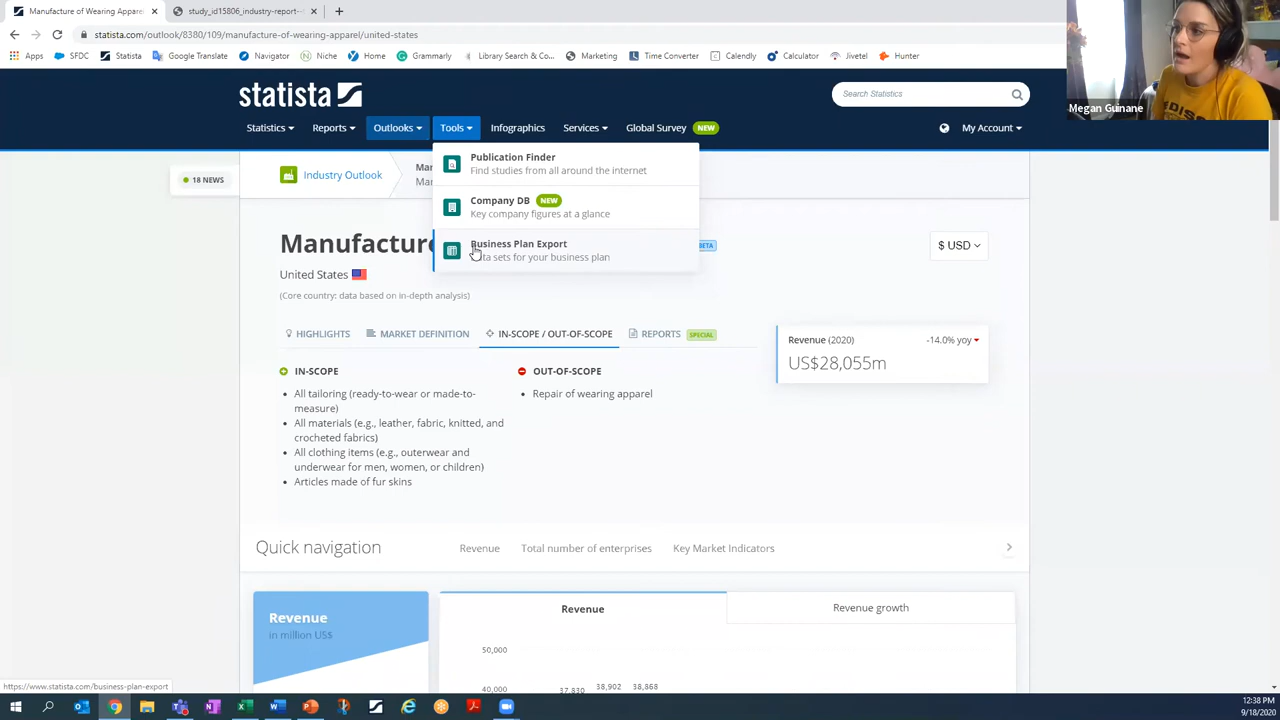 Manufacture of Wearing Appare
study_id15806_industry-report--
statista.com/outlook/8380/109/manufacture-of-wearing-apparel/united-states
Apps SFDC Statista Google Translate Navigator Niche Home Grammarly Library Search & Co... Marketing Time Converter Calendly Calculator Jivetel Hunter
Megan Guinane
statista
Search Statistics
Statistics Reports Outlooks Tools Infographics Services Global Survey NEW My Account
Publication Finder
Find studies from all around the internet
Company DB NEW
Key company figures at a glance
Business Plan Export
ta sets for your business plan
18 NEWS
Industry Outlook
Manufacture
BETA
$ USD
United States
(Core country: data based on in-depth analysis)
HIGHLIGHTS MARKET DEFINITION IN-SCOPE / OUT-OF-SCOPE REPORTS SPECIAL
Revenue (2020) -14.0% yoy
US$28,055m
IN-SCOPE
All tailoring (ready-to-wear or made-to-
measure)
All materials (e.g., leather, fabric, knitted, and
crocheted fabrics)
All clothing items (e.g., outerwear and
underwear for men, women, or children)
Articles made of fur skins
OUT-OF-SCOPE
Repair of wearing apparel
Quick navigation Revenue Total number of enterprises Key Market Indicators
Revenue
in million US$
Revenue Revenue growth
50,000
40,000
37,830 38,902 38,868
https://www.statista.com/business-plan-export
12:38 PM
9/18/2020